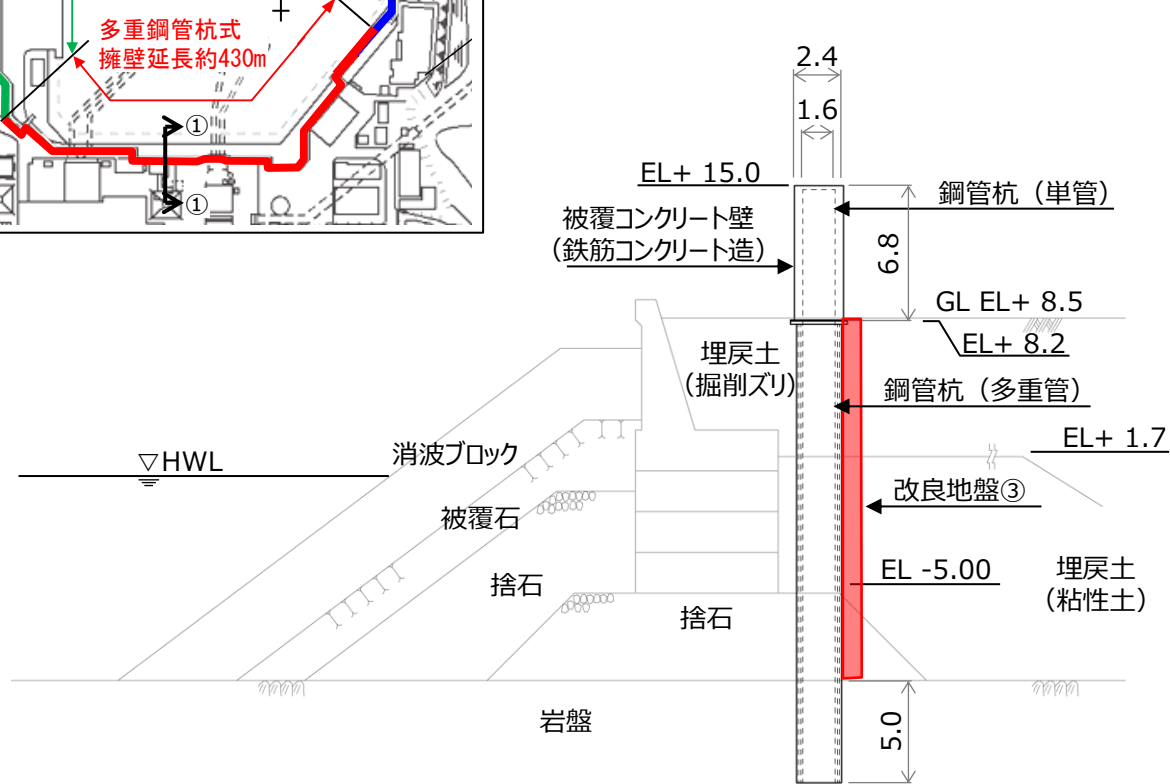 多重鋼管杭式
擁壁延長約430m
①
①
2.4
1.6
EL+ 15.0
鋼管杭（単管）
被覆コンクリート壁
（鉄筋コンクリート造）
6.8
GL EL+ 8.5
EL+ 8.2
埋戻土
（掘削ズリ）
鋼管杭（多重管）
EL+ 1.7
▽HWL
消波ブロック
改良地盤③
被覆石
EL -5.00
埋戻土
（粘性土）
捨石
捨石
岩盤
5.0